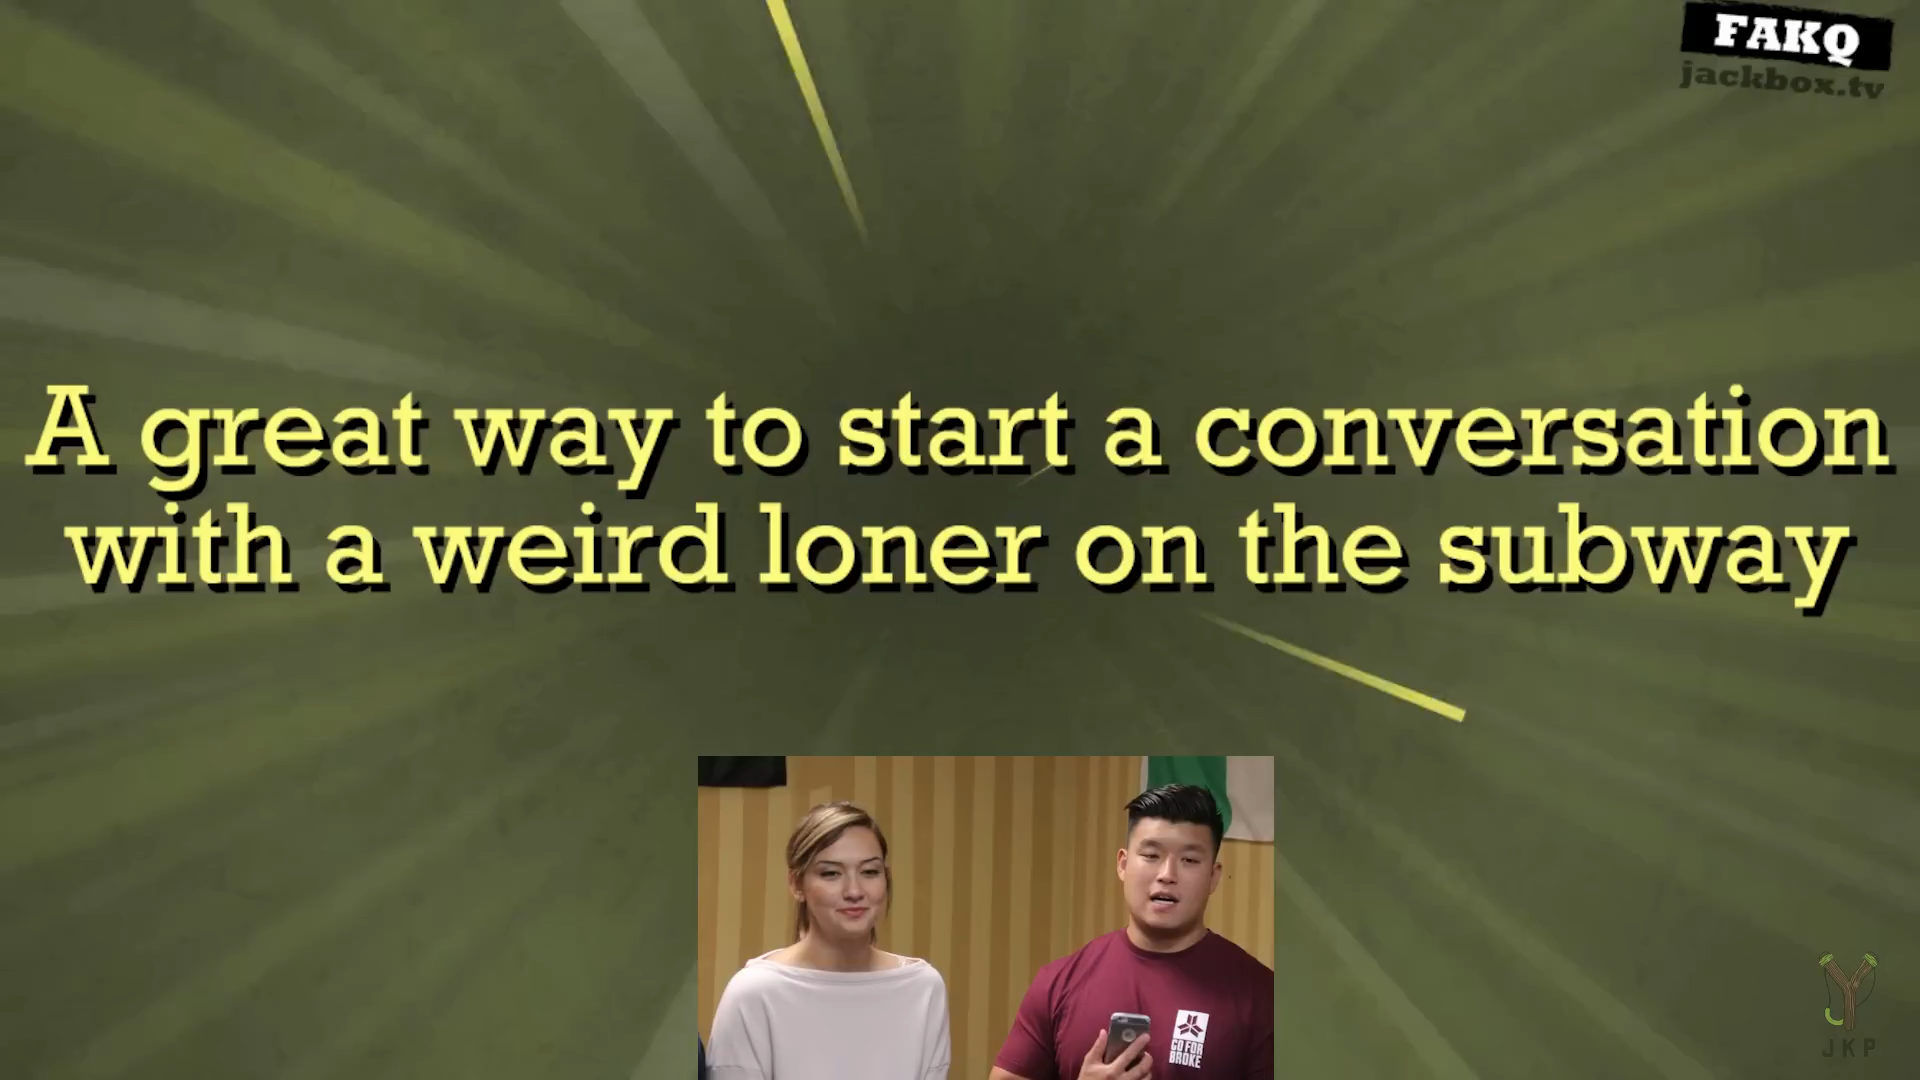 FAKQ
jackbox.tv
A great way to start a conversation
with a weird loner on the subway
GO FOR
BROKE
JKP